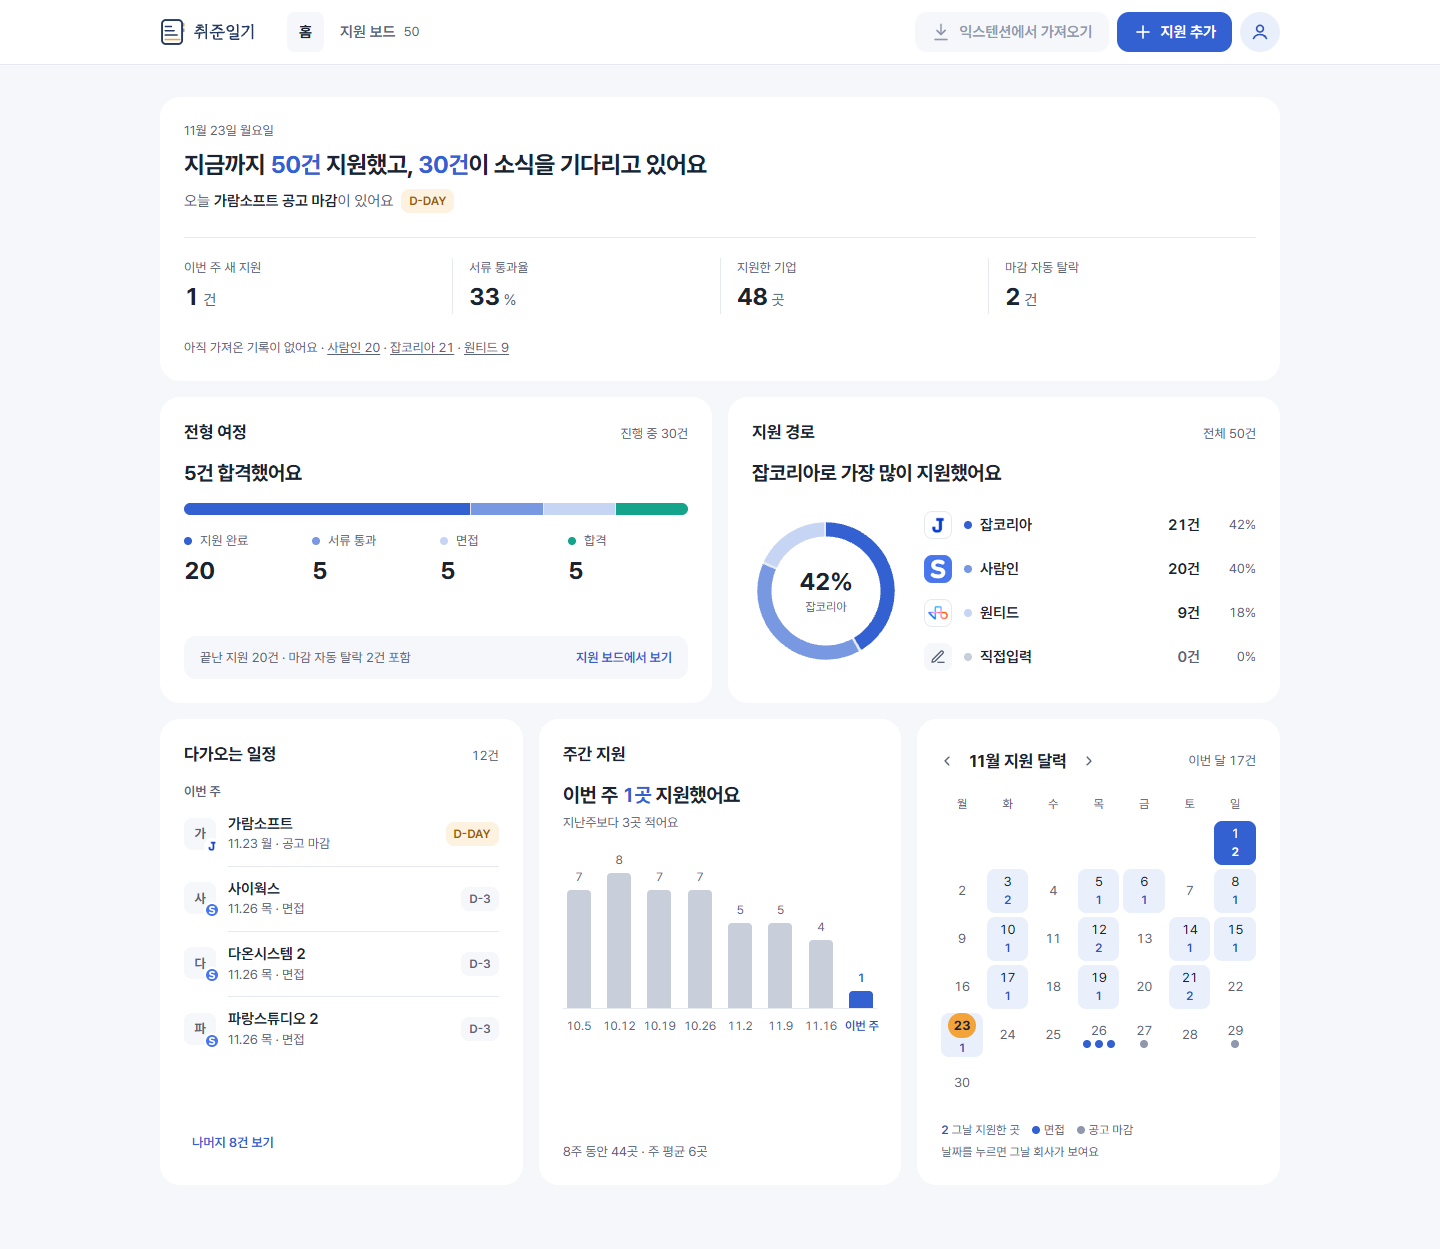 취준일기
홈
지원 보드 50
익스텐션에서 가져오기
지원 추가
11월 23일 월요일
지금까지 50건 지원했고, 30건이 소식을 기다리고 있어요
오늘 가람소프트 공고 마감이 있어요 D-DAY
이번 주 새 지원
1 건
서류 통과율
33 %
지원한 기업
48 곳
마감 자동 탈락
2 건
아직 가져온 기록이 없어요 · 사람인 20 · 잡코리아 21 · 원티드 9
전형 여정
진행 중 30건
5건 합격했어요
지원 완료
20
서류 통과
5
면접
5
합격
5
끝난 지원 20건 · 마감 자동 탈락 2건 포함
지원 보드에서 보기
지원 경로
전체 50건
잡코리아로 가장 많이 지원했어요
42%
잡코리아
J 잡코리아 21건 42%
S 사람인 20건 40%
원티드 9건 18%
직접입력 0건 0%
다가오는 일정
12건
이번 주
가 J
가람소프트
11.23 월 · 공고 마감
D-DAY
사 S
사이웍스
11.26 목 · 면접
D-3
다 S
다온시스템 2
11.26 목 · 면접
D-3
파 S
파랑스튜디오 2
11.26 목 · 면접
D-3
나머지 8건 보기
주간 지원
이번 주 1곳 지원했어요
지난주보다 3곳 적어요
7 8 7 7 5 5 4 1
10.5 10.12 10.19 10.26 11.2 11.9 11.16 이번 주
8주 동안 44곳 · 주 평균 6곳
11월 지원 달력
이번 달 17건
월 화 수 목 금 토 일
1
2
2 3 4 5 6 7 8
2 1 1 1
9 10 11 12 13 14 15
1 2 1 1
16 17 18 19 20 21 22
1 1 2
23 24 25 26 27 28 29
1
30
2 그날 지원한 곳 면접 공고 마감
날짜를 누르면 그날 회사가 보여요